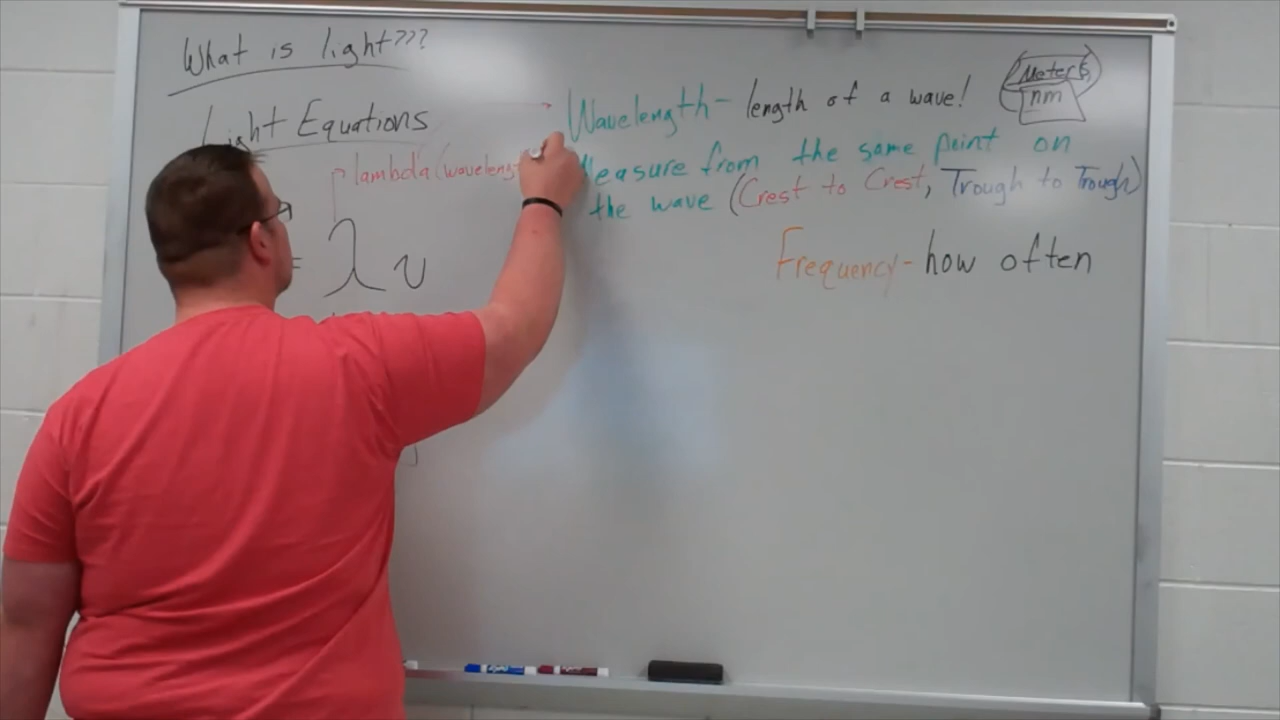 What is light???
Light Equations
lambda (waveleng
= λ ν
Wavelength- length of a wave!
Meters,
nm
Measure from the same point on
the wave (Crest to Crest, Trough to Trough)
Frequency- how often